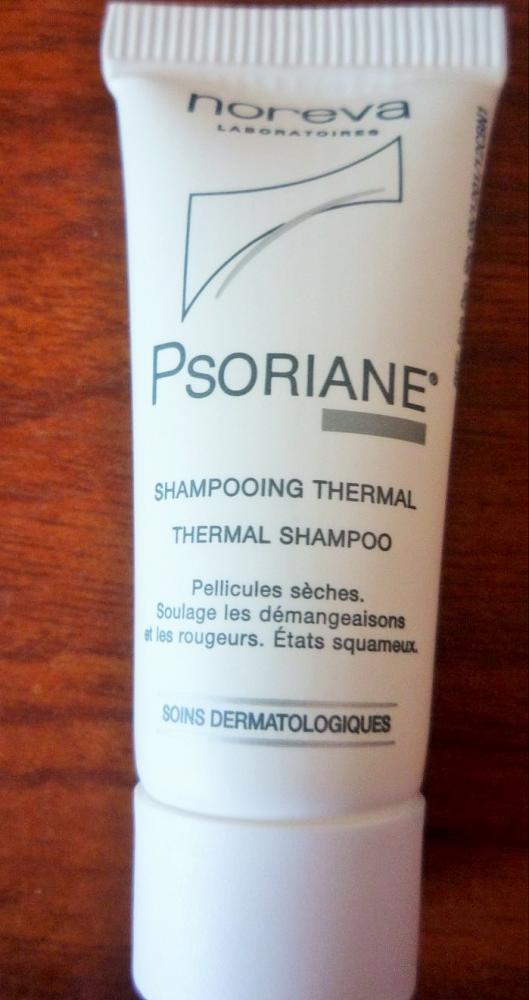 noreva
LABORATOIRES
PSORIANE®
SHAMPOOING THERMAL
THERMAL SHAMPOO
Pellicules sèches.
Soulage les démangeaisons
et les rougeurs. États squameux.
SOINS DERMATOLOGIQUES